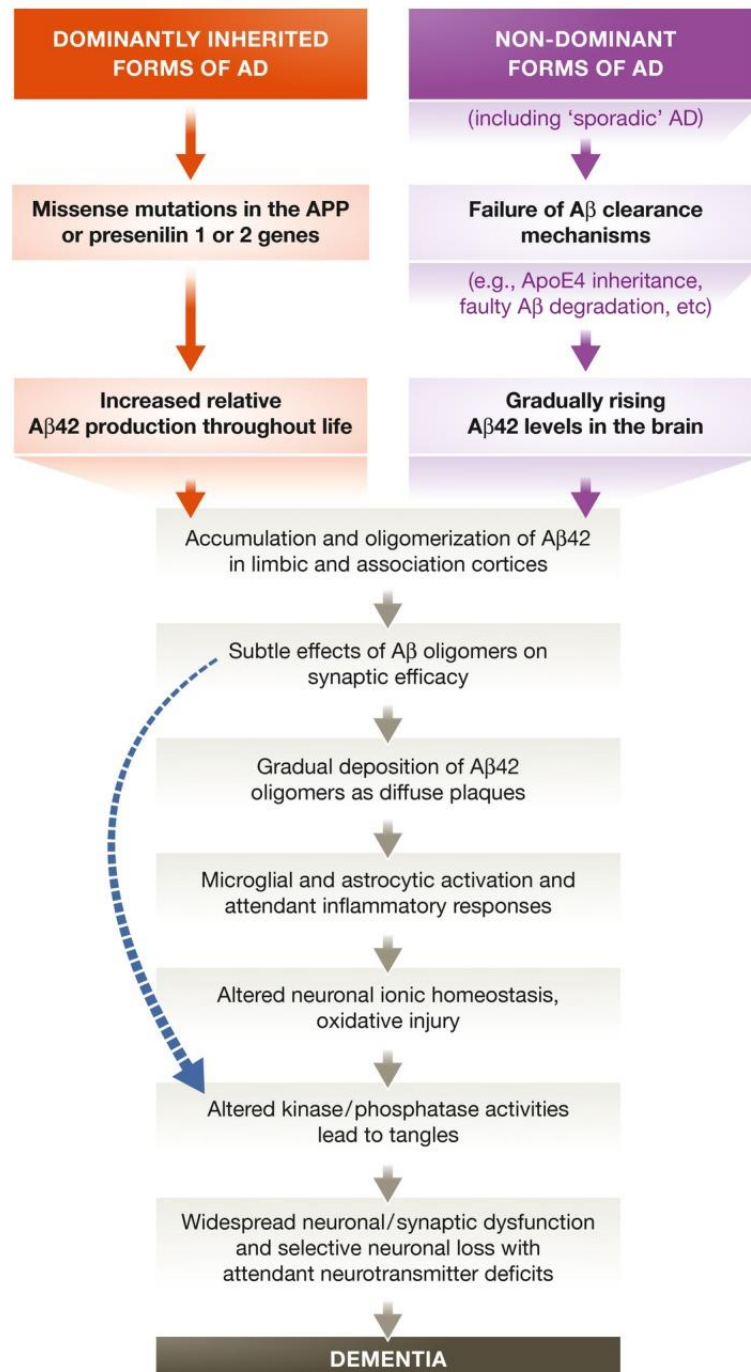 DOMINANTLY INHERITED
FORMS OF AD
NON-DOMINANT
FORMS OF AD
(including ‘sporadic’ AD)
Missense mutations in the APP
or presenilin 1 or 2 genes
Failure of Aβ clearance
mechanisms
(e.g., ApoE4 inheritance,
faulty Aβ degradation, etc)
Increased relative
Aβ42 production throughout life
Gradually rising
Aβ42 levels in the brain
Accumulation and oligomerization of Aβ42
in limbic and association cortices
Subtle effects of Aβ oligomers on
synaptic efficacy
Gradual deposition of Aβ42
oligomers as diffuse plaques
Microglial and astrocytic activation and
attendant inflammatory responses
Altered neuronal ionic homeostasis,
oxidative injury
Altered kinase/phosphatase activities
lead to tangles
Widespread neuronal/synaptic dysfunction
and selective neuronal loss with
attendant neurotransmitter deficits
DEMENTIA